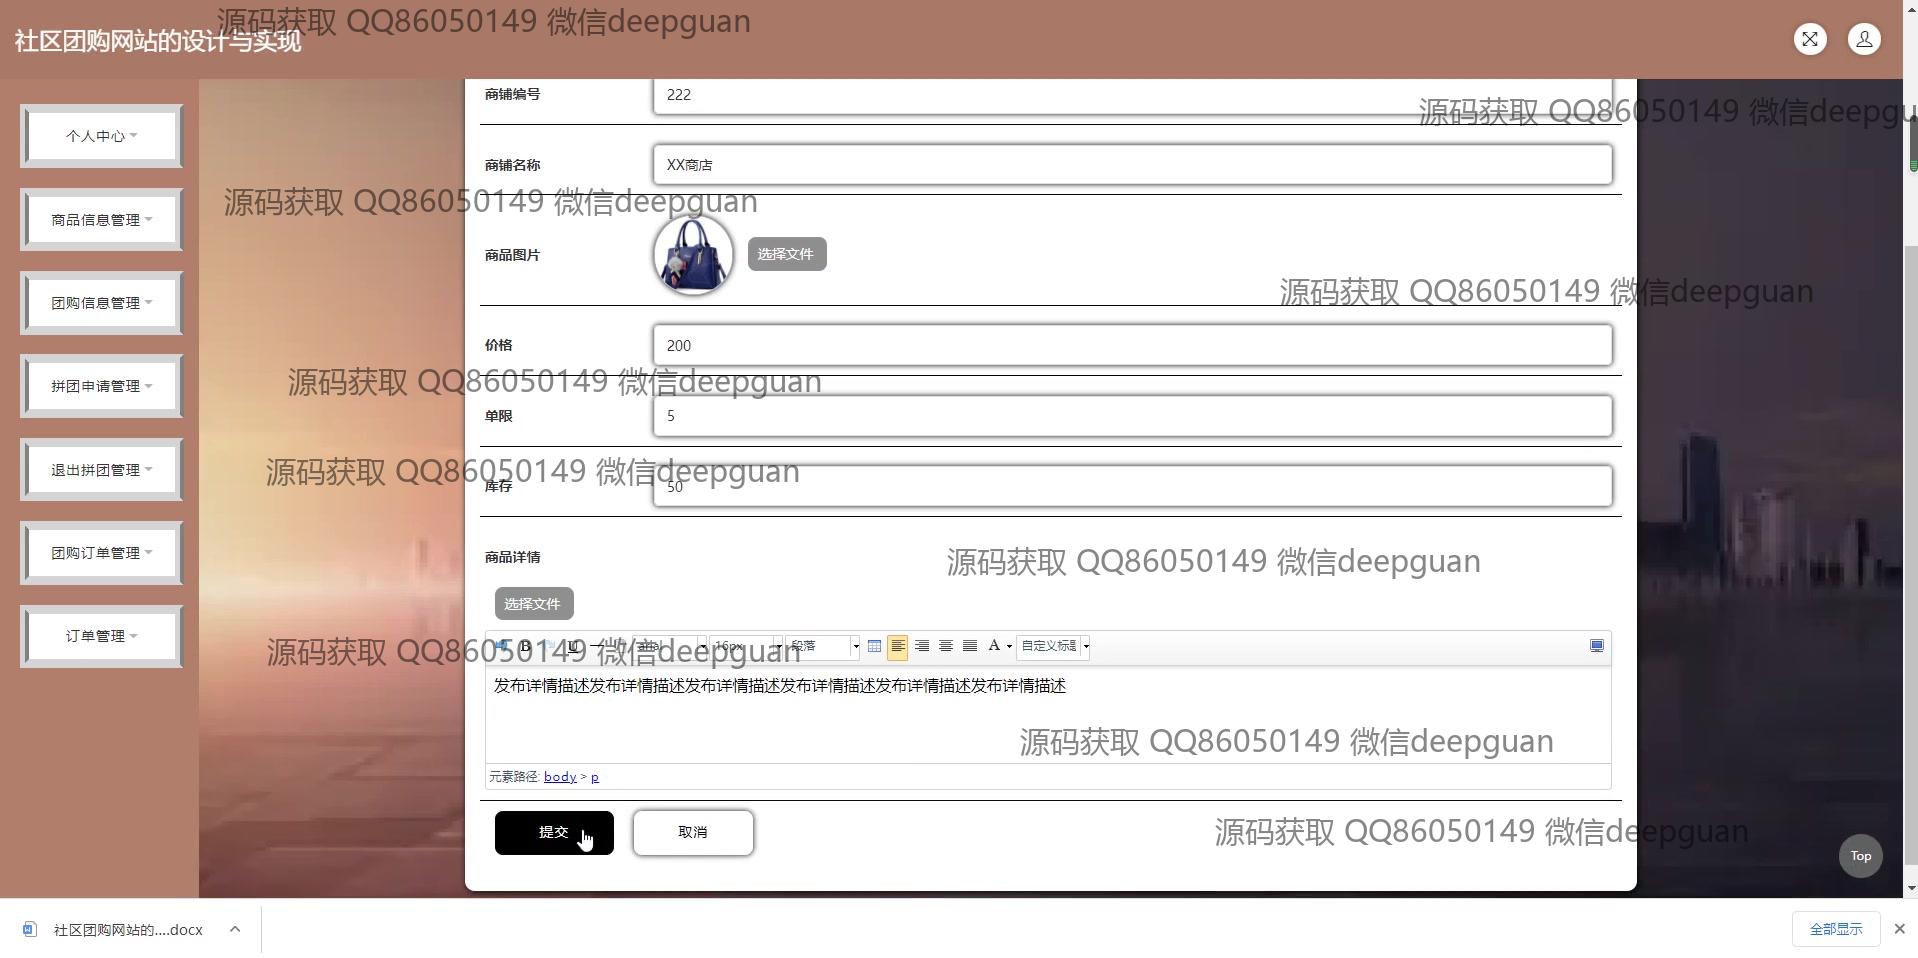 源码获取 QQ86050149 微信deepguan
社区团购网站的设计与实现
商铺编号
222
源码获取 QQ86050149 微信deepgu
个人中心
商铺名称
XX商店
源码获取 QQ86050149 微信deepguan
商品信息管理
商品图片
选择文件
源码获取 QQ86050149 微信deepguan
团购信息管理
价格
200
源码获取 QQ86050149 微信deepguan
拼团申请管理
单限
5
源码获取 QQ86050149 微信deepguan
退出拼团管理
库存
50
团购订单管理
商品详情
源码获取 QQ86050149 微信deepguan
选择文件
订单管理
源码获取 QQ86050149 微信deepguan
B U arial 16px 段落 A 自定义标题
发布详情描述发布详情描述发布详情描述发布详情描述发布详情描述发布详情描述
源码获取 QQ86050149 微信deepguan
元素路径: body > p
提交
取消
源码获取 QQ86050149 微信deepguan
Top
社区团购网站的....docx
全部显示